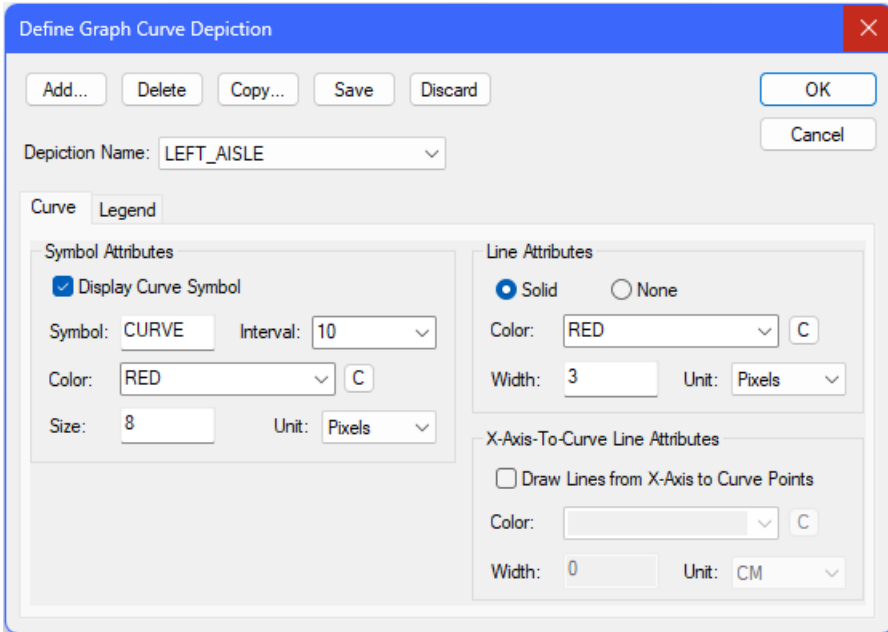 Define Graph Curve Depiction
Add... Delete Copy... Save Discard OK
Cancel
Depiction Name: LEFT_AISLE
Curve Legend
Symbol Attributes
Display Curve Symbol
Symbol: CURVE Interval: 10
Color: RED C
Size: 8 Unit: Pixels
Line Attributes
Solid None
Color: RED C
Width: 3 Unit: Pixels
X-Axis-To-Curve Line Attributes
Draw Lines from X-Axis to Curve Points
Color: C
Width: 0 Unit: CM